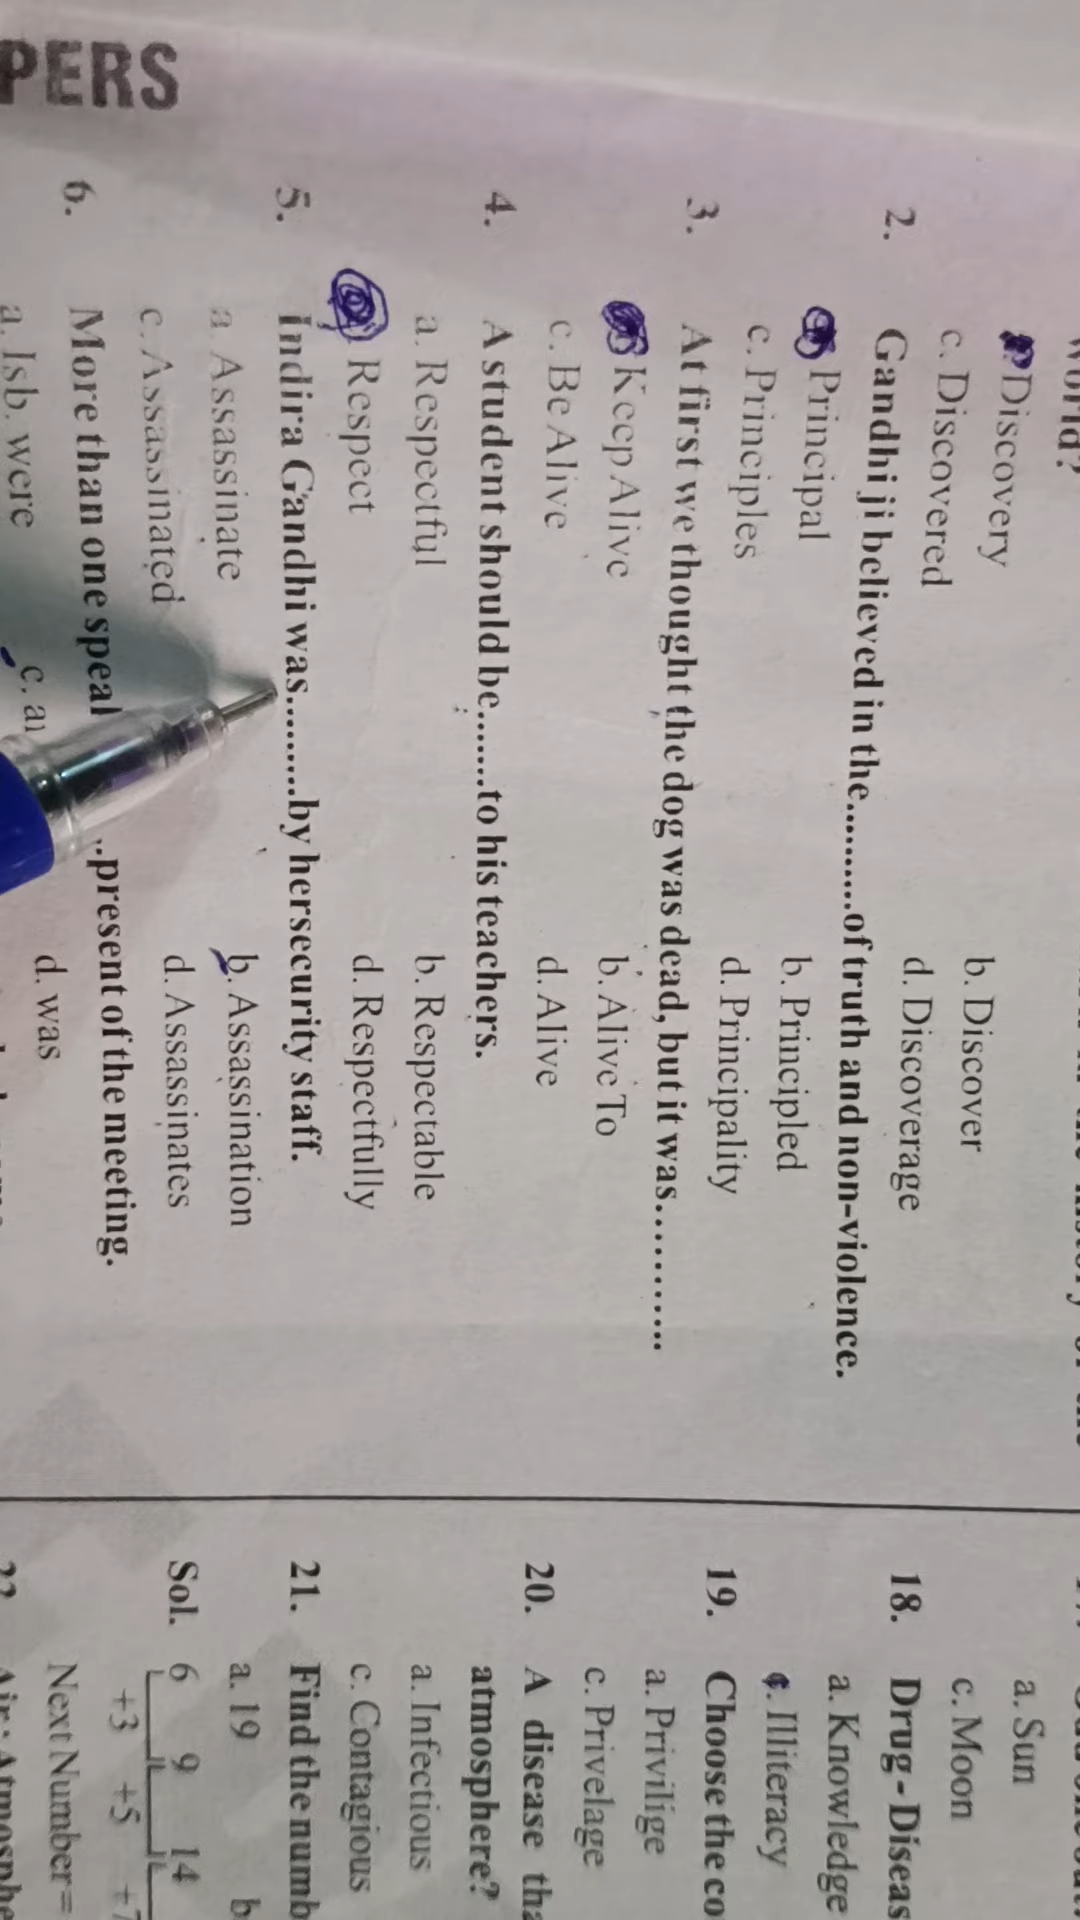 PERS
world?
Discovery b. Discover
c. Discovered d. Discoverage
2. Gandhi ji believed in the..........of truth and non-violence.
Principal b. Principled
c. Principles d. Principality
3. At first we thought the dog was dead, but it was..........
Keep Alive b. Alive To
c. Be Alive d. Alive
4. A student should be.......to his teachers.
a. Respectful b. Respectable
Respect d. Respectfully
5. Indira Gandhi was.........by hersecurity staff.
a. Assassinate b. Assassination
c. Assassinated d. Assassinates
6. More than one ..present of the meeting.
a. Isb. were c. d. was
a. Sun
c. Moon
18. Drug - Diseas
a. Knowledge
c. Illiteracy
19. Choose the co
a. Privilige
c. Privelage
20. A disease tha
atmosphere?
a. Infectious
c. Contagious
21. Find the numb
a. 19 b
Sol. 6 9 14
+3 +5 +7
Next Number=